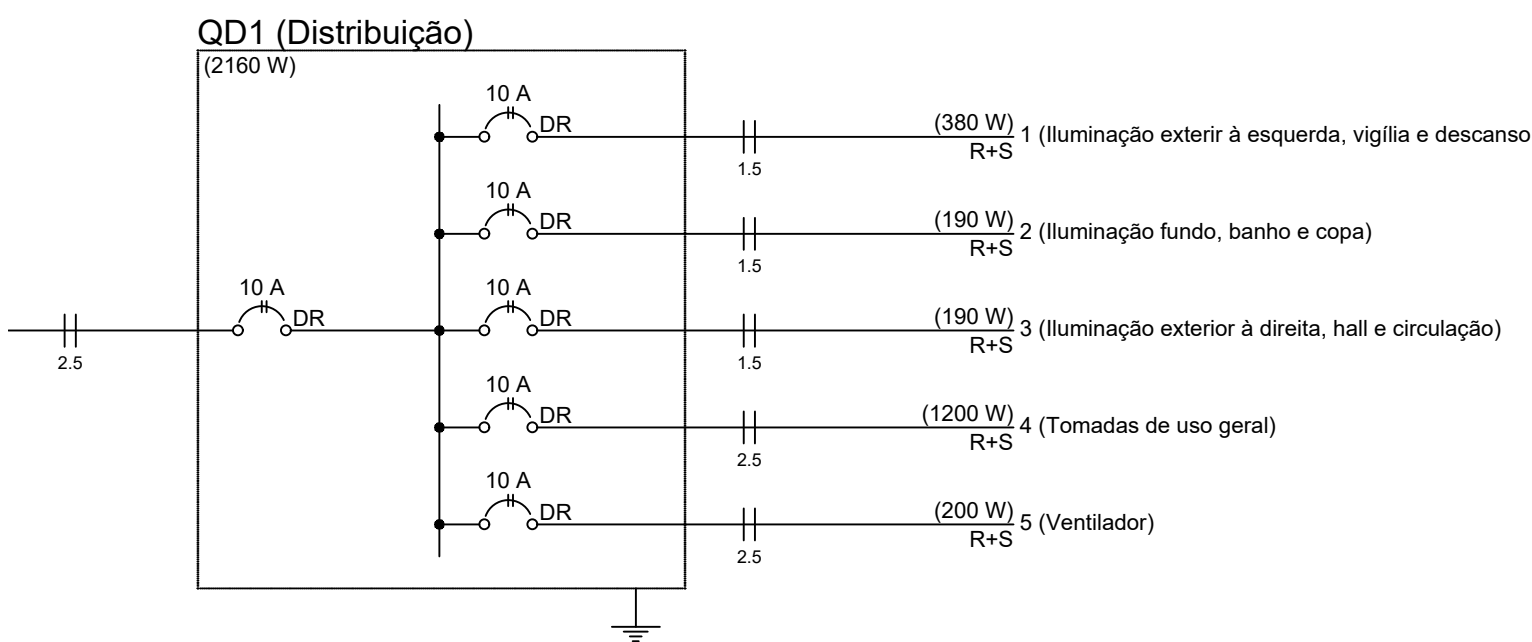 QD1 (Distribuição)
(2160 W)
10 A
DR
1.5
(380 W)
R+S
1 (Iluminação exterir à esquerda, vigília e descanso
10 A
DR
1.5
(190 W)
R+S
2 (Iluminação fundo, banho e copa)
2.5
10 A
DR
10 A
DR
1.5
(190 W)
R+S
3 (Iluminação exterior à direita, hall e circulação)
10 A
DR
2.5
(1200 W)
R+S
4 (Tomadas de uso geral)
10 A
DR
2.5
(200 W)
R+S
5 (Ventilador)